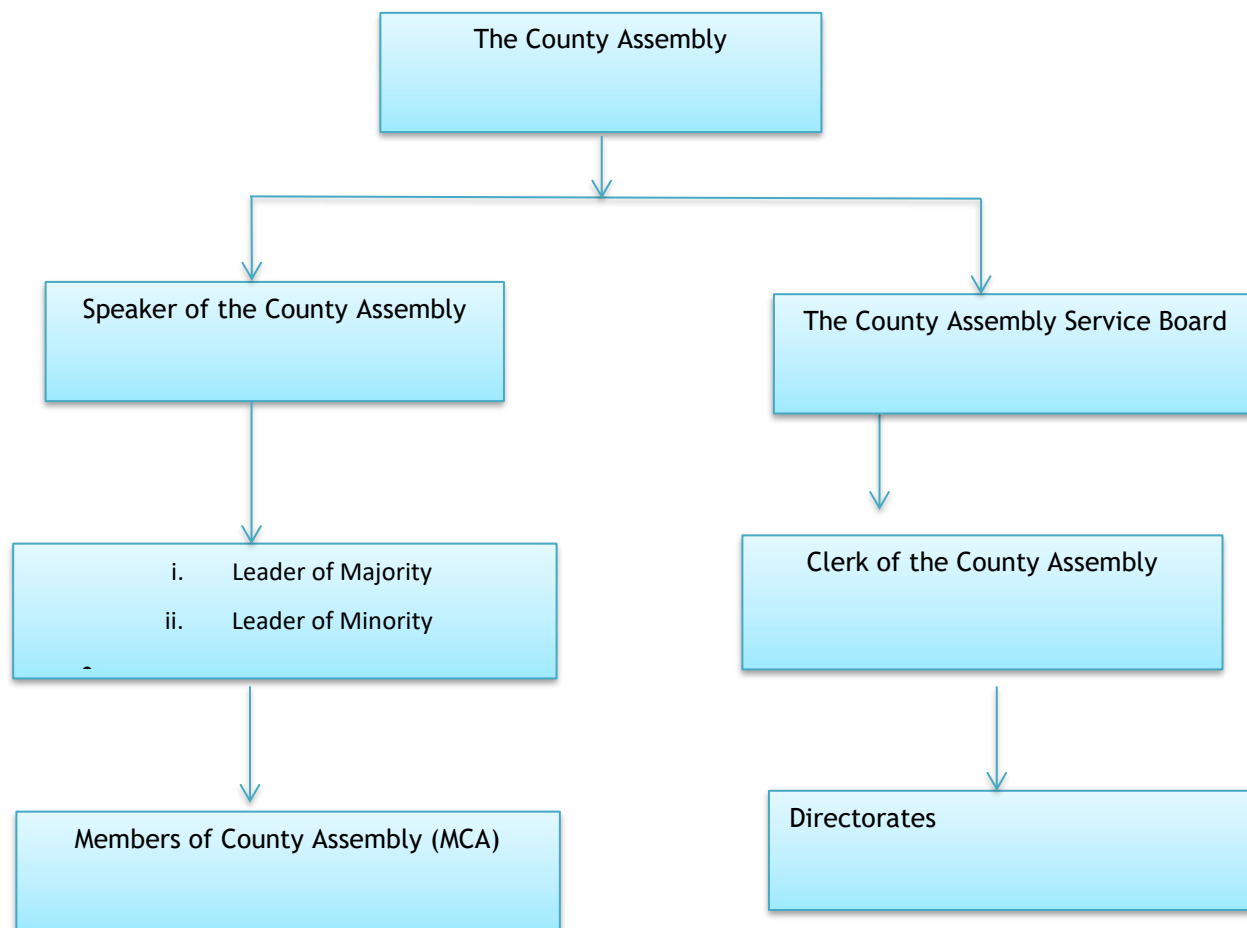 The County Assembly
Speaker of the County Assembly
The County Assembly Service Board
i. Leader of Majority
ii. Leader of Minority
Clerk of the County Assembly
Members of County Assembly (MCA)
Directorates